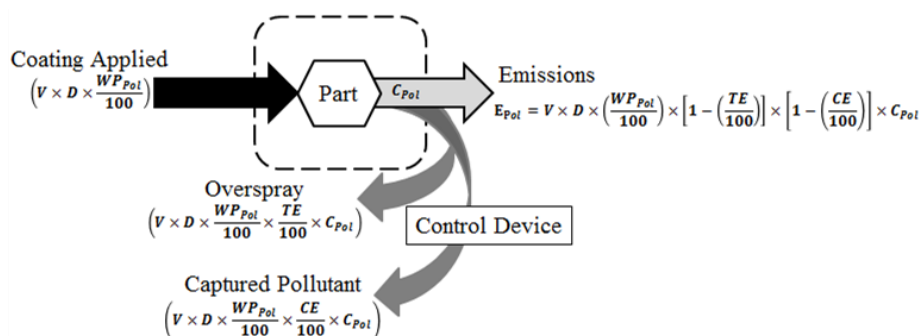 Coating Applied
(V × D × WP_Pol/100)
Part
C_Pol
Emissions
E_Pol = V × D × (WP_Pol/100) × [1 − (TE/100)] × [1 − (CE/100)] × C_Pol
Overspray
(V × D × WP_Pol/100 × TE/100 × C_Pol)
Control Device
Captured Pollutant
(V × D × WP_Pol/100 × CE/100 × C_Pol)